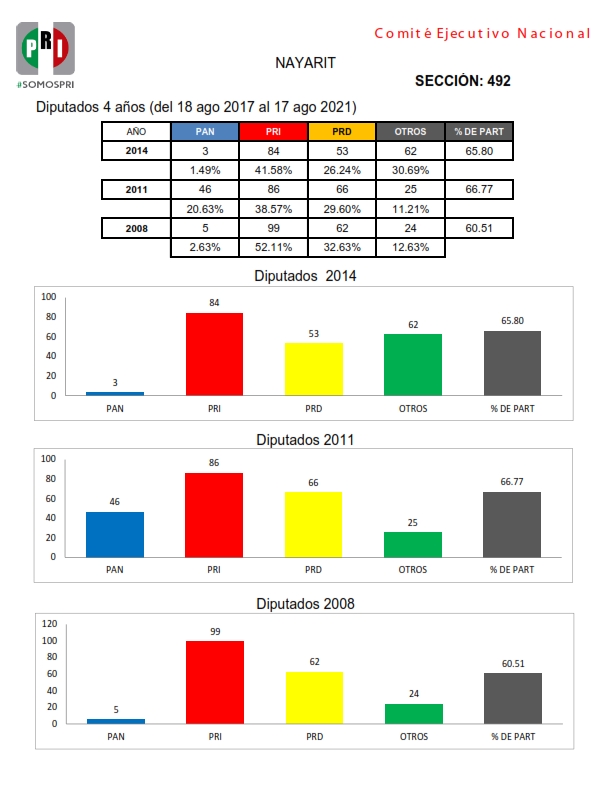 Comité Ejecutivo Nacional
PRI
#SOMOSPRI
NAYARIT
SECCIÓN: 492
Diputados 4 años (del 18 ago 2017 al 17 ago 2021)
AÑO PAN PRI PRD OTROS % DE PART
2014 3 84 53 62 65.80
1.49% 41.58% 26.24% 30.69%
2011 46 86 66 25 66.77
20.63% 38.57% 29.60% 11.21%
2008 5 99 62 24 60.51
2.63% 52.11% 32.63% 12.63%
Diputados 2014
100
80
60
40
20
0
3 84 53 62 65.80
PAN PRI PRD OTROS % DE PART
Diputados 2011
100
80
60
40
20
0
46 86 66 25 66.77
PAN PRI PRD OTROS % DE PART
Diputados 2008
120
100
80
60
40
20
0
5 99 62 24 60.51
PAN PRI PRD OTROS % DE PART